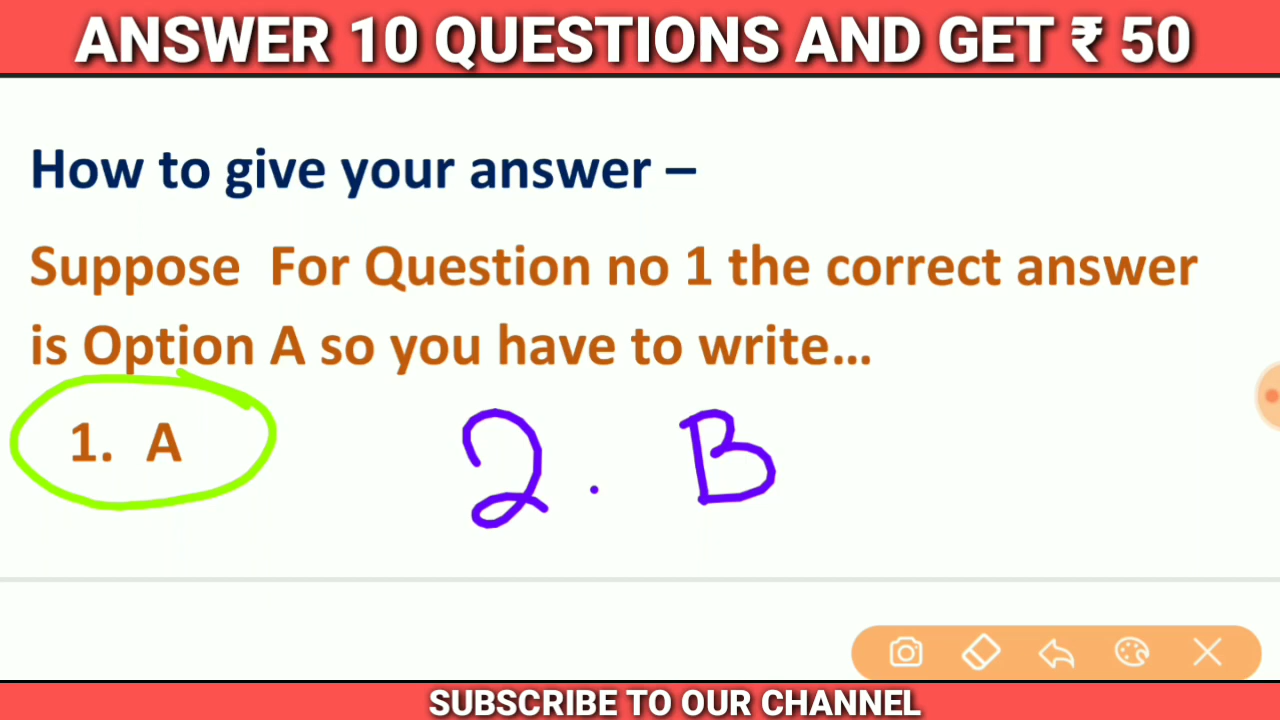 ANSWER 10 QUESTIONS AND GET ₹ 50
How to give your answer –
Suppose For Question no 1 the correct answer
is Option A so you have to write...
1. A 2. B
SUBSCRIBE TO OUR CHANNEL